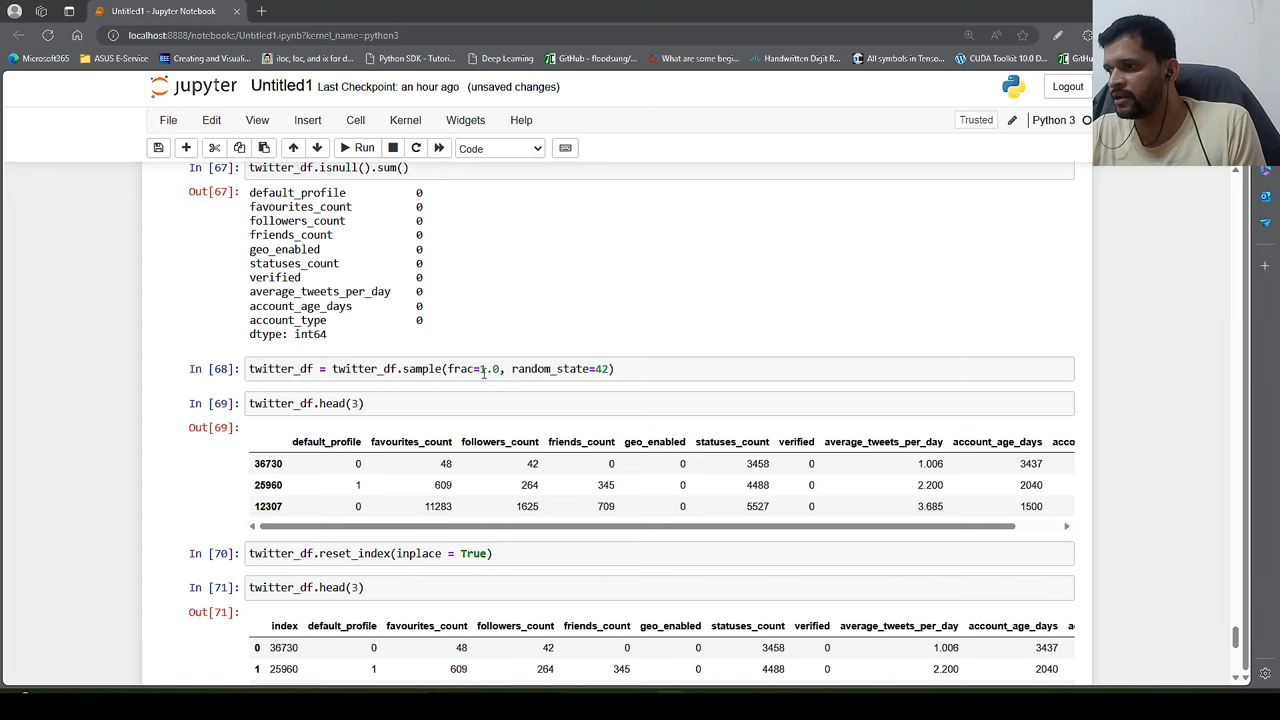 Untitled1 - Jupyter Notebook
localhost:8888/notebooks/Untitled1.ipynb?kernel_name=python3
Microsoft365 ASUS E-Service Creating and Visuali... iloc, loc, and ix for... Python SDK - Tutori... Deep Learning GitHub - floodsung/... What are some begi... Handwritten Digit R... All symbols in Tenso... CUDA Toolkit 10.0 D... GitHu
jupyter Untitled1 Last Checkpoint: an hour ago (unsaved changes) Logout
File Edit View Insert Cell Kernel Widgets Help Trusted Python 3
Run Code
In [67]: twitter_df.isnull().sum()
Out[67]: default_profile 0
favourites_count 0
followers_count 0
friends_count 0
geo_enabled 0
statuses_count 0
verified 0
average_tweets_per_day 0
account_age_days 0
account_type 0
dtype: int64
In [68]: twitter_df = twitter_df.sample(frac=1.0, random_state=42)
In [69]: twitter_df.head(3)
Out[69]:
default_profile favourites_count followers_count friends_count geo_enabled statuses_count verified average_tweets_per_day account_age_days acco
36730 0 48 42 0 0 3458 0 1.006 3437
25960 1 609 264 345 0 4488 0 2.200 2040
12307 0 11283 1625 709 0 5527 0 3.685 1500
In [70]: twitter_df.reset_index(inplace = True)
In [71]: twitter_df.head(3)
Out[71]:
index default_profile favourites_count followers_count friends_count geo_enabled statuses_count verified average_tweets_per_day account_age_days
0 36730 0 48 42 0 0 3458 0 1.006 3437
1 25960 1 609 264 345 0 4488 0 2.200 2040